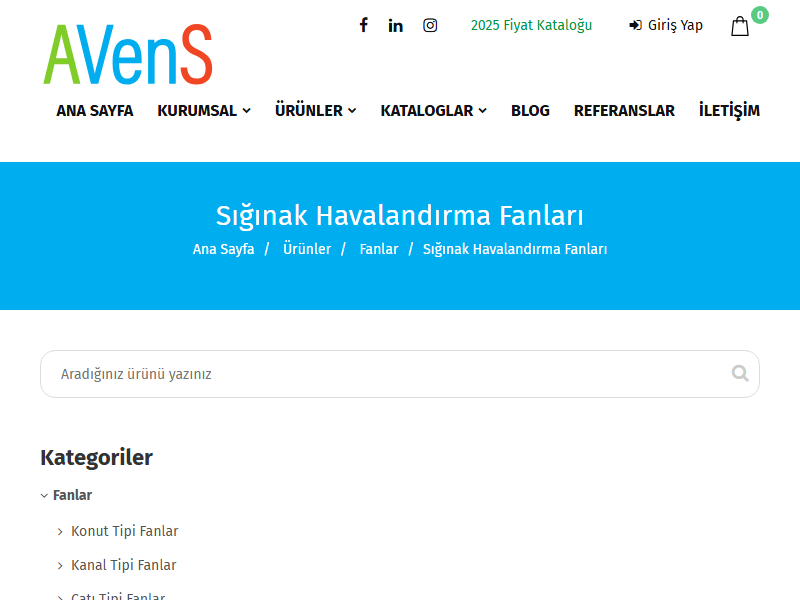 AVenS
2025 Fiyat Kataloğu
Giriş Yap
0
ANA SAYFA KURUMSAL ÜRÜNLER KATALOGLAR BLOG REFERANSLAR İLETİŞİM
Sığınak Havalandırma Fanları
Ana Sayfa / Ürünler / Fanlar / Sığınak Havalandırma Fanları
Aradığınız ürünü yazınız
Kategoriler
Fanlar
Konut Tipi Fanlar
Kanal Tipi Fanlar
Çatı Tipi Fanlar